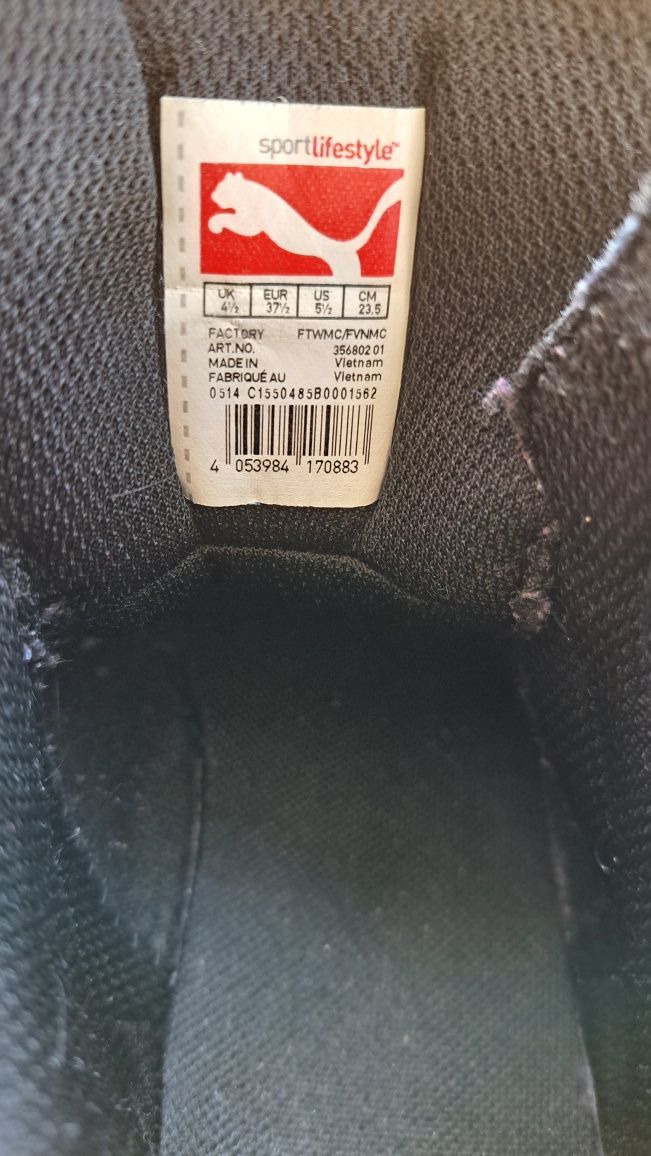 sportlifestyle™
UK EUR US CM
4½ 37½ 5½ 23.5
FACTORY FTWMC/FVNMC
ART.NO. 356802 01
MADE IN Vietnam
FABRIQUÉ AU Vietnam
0514 C1550485B0001562
4 053984 170883